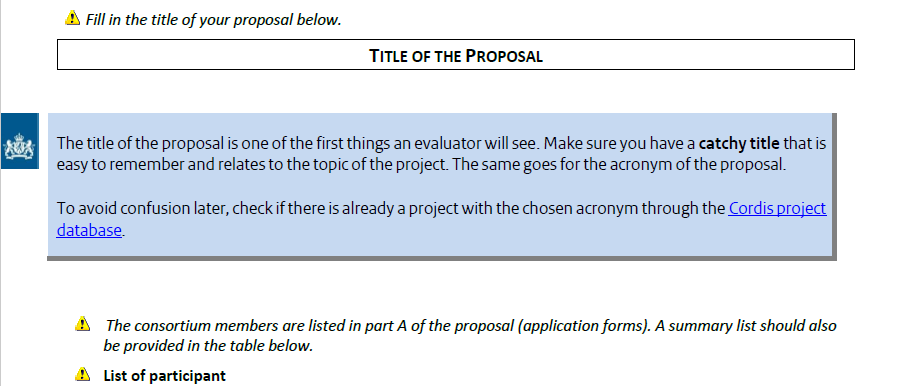 Fill in the title of your proposal below.
TITLE OF THE PROPOSAL
The title of the proposal is one of the first things an evaluator will see. Make sure you have a catchy title that is
easy to remember and relates to the topic of the project. The same goes for the acronym of the proposal.
To avoid confusion later, check if there is already a project with the chosen acronym through the Cordis project
database.
The consortium members are listed in part A of the proposal (application forms). A summary list should also
be provided in the table below.
List of participant